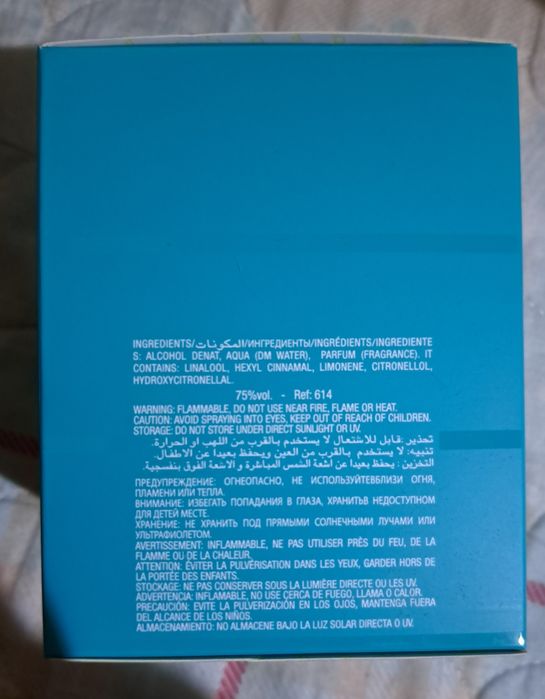 INGREDIENTS/المكونات/ИНГРЕДИЕНТЫ/INGRÉDIENTS/INGREDIENTE
S: ALCOHOL DENAT, AQUA (DM WATER), PARFUM (FRAGRANCE). IT
CONTAINS: LINALOOL, HEXYL CINNAMAL, LIMONENE, CITRONELLOL,
HYDROXYCITRONELLAL.
75%vol. - Ref: 614
WARNING: FLAMMABLE, DO NOT USE NEAR FIRE, FLAME OR HEAT.
CAUTION: AVOID SPRAYING INTO EYES, KEEP OUT OF REACH OF CHILDREN.
STORAGE: DO NOT STORE UNDER DIRECT SUNLIGHT OR UV.
تحذير :قابل للاشتعال لا يستخدم بالقرب من اللهب او الحرارة.
تنبيه: لا يستخدم بالقرب من العين ويحفظ بعيدا عن الاطفال.
التخزين : يحفظ بعيدا عن أشعة الشمس المباشرة و الاشعة الفوق بنفسجية.
ПРЕДУПРЕЖДЕНИЕ: ОГНЕОПАСНО, НЕ ИСПОЛЬЗУЙТЕВБЛИЗИ ОГНЯ,
ПЛАМЕНИ ИЛИ ТЕПЛА.
ВНИМАНИЕ: ИЗБЕГАТЬ ПОПАДАНИЯ В ГЛАЗА, ХРАНИТЬВ НЕДОСТУПНОМ
ДЛЯ ДЕТЕЙ МЕСТЕ.
ХРАНЕНИЕ: НЕ ХРАНИТЬ ПОД ПРЯМЫМИ СОЛНЕЧНЫМИ ЛУЧАМИ ИЛИ
УЛЬТРАФИОЛЕТОМ.
AVERTISSEMENT: INFLAMMABLE, NE PAS UTILISER PRÈS DU FEU, DE LA
FLAMME OU DE LA CHALEUR.
ATTENTION: ÉVITER LA PULVÉRISATION DANS LES YEUX, GARDER HORS DE
LA PORTÉE DES ENFANTS.
STOCKAGE: NE PAS CONSERVER SOUS LA LUMIÈRE DIRECTE OU LES UV.
ADVERTENCIA: INFLAMABLE, NO USE CERCA DE FUEGO, LLAMA O CALOR.
PRECAUCIÓN: EVITE LA PULVERIZACIÓN EN LOS OJOS, MANTENGA FUERA
DEL ALCANCE DE LOS NIÑOS.
ALMACENAMIENTO: NO ALMACENE BAJO LA LUZ SOLAR DIRECTA O UV.